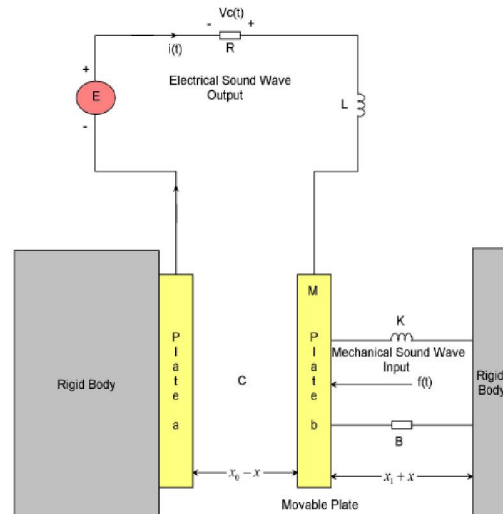 Vc(t)
- +
i(t)
R
+
E
-
Electrical Sound Wave
Output
L
M
K
P
l
a
t
e
a
C
P
l
a
t
e
b
Mechanical Sound Wave
Input
f(t)
Rigid Body
Rigid
Body
B
x₀ − x
x₁ + x
Movable Plate